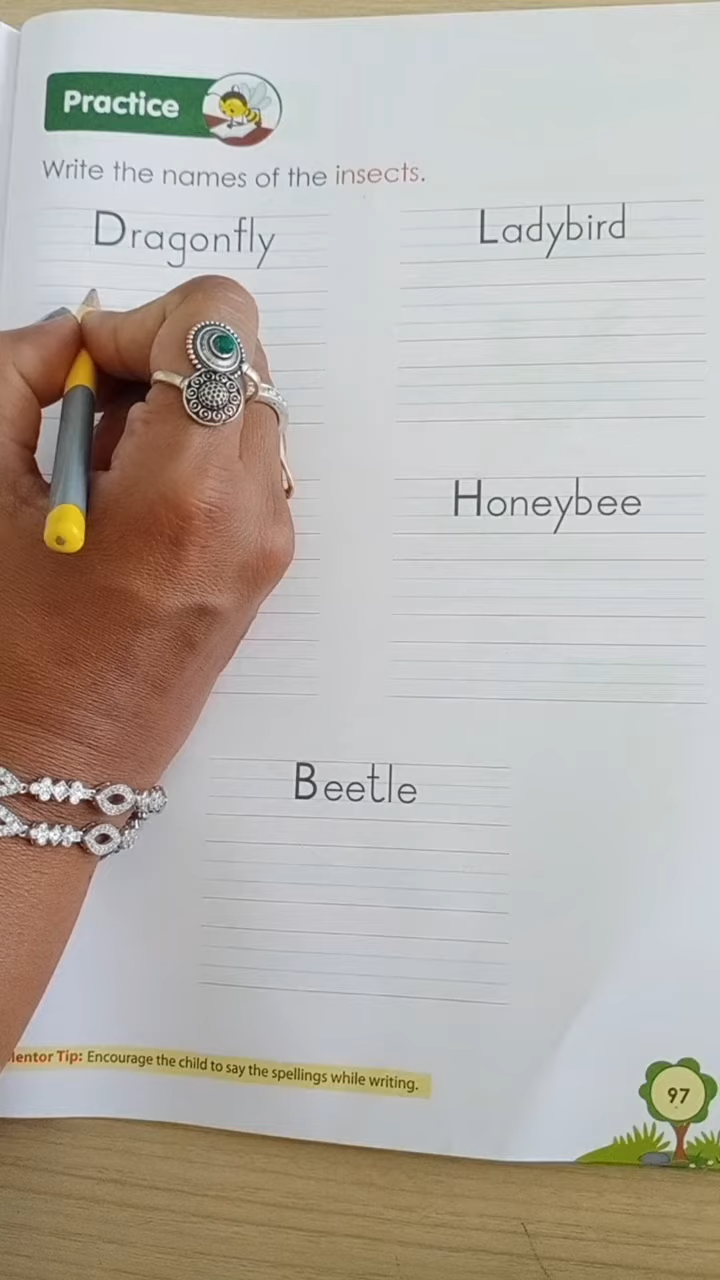 Practice
Write the names of the insects.
Dragonfly
Ladybird
Honeybee
Beetle
Mentor Tip: Encourage the child to say the spellings while writing.
97